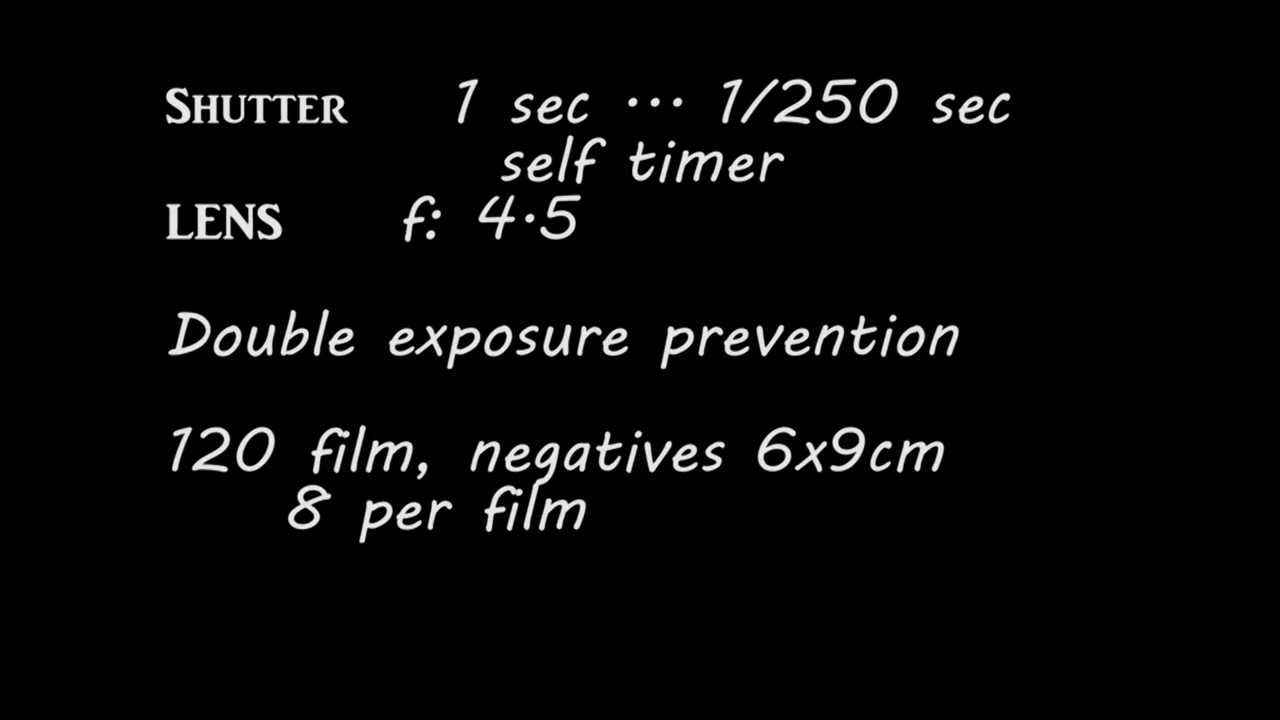 SHUTTER 1 sec ··· 1/250 sec
self timer
LENS f: 4·5
Double exposure prevention
120 film, negatives 6x9cm
8 per film